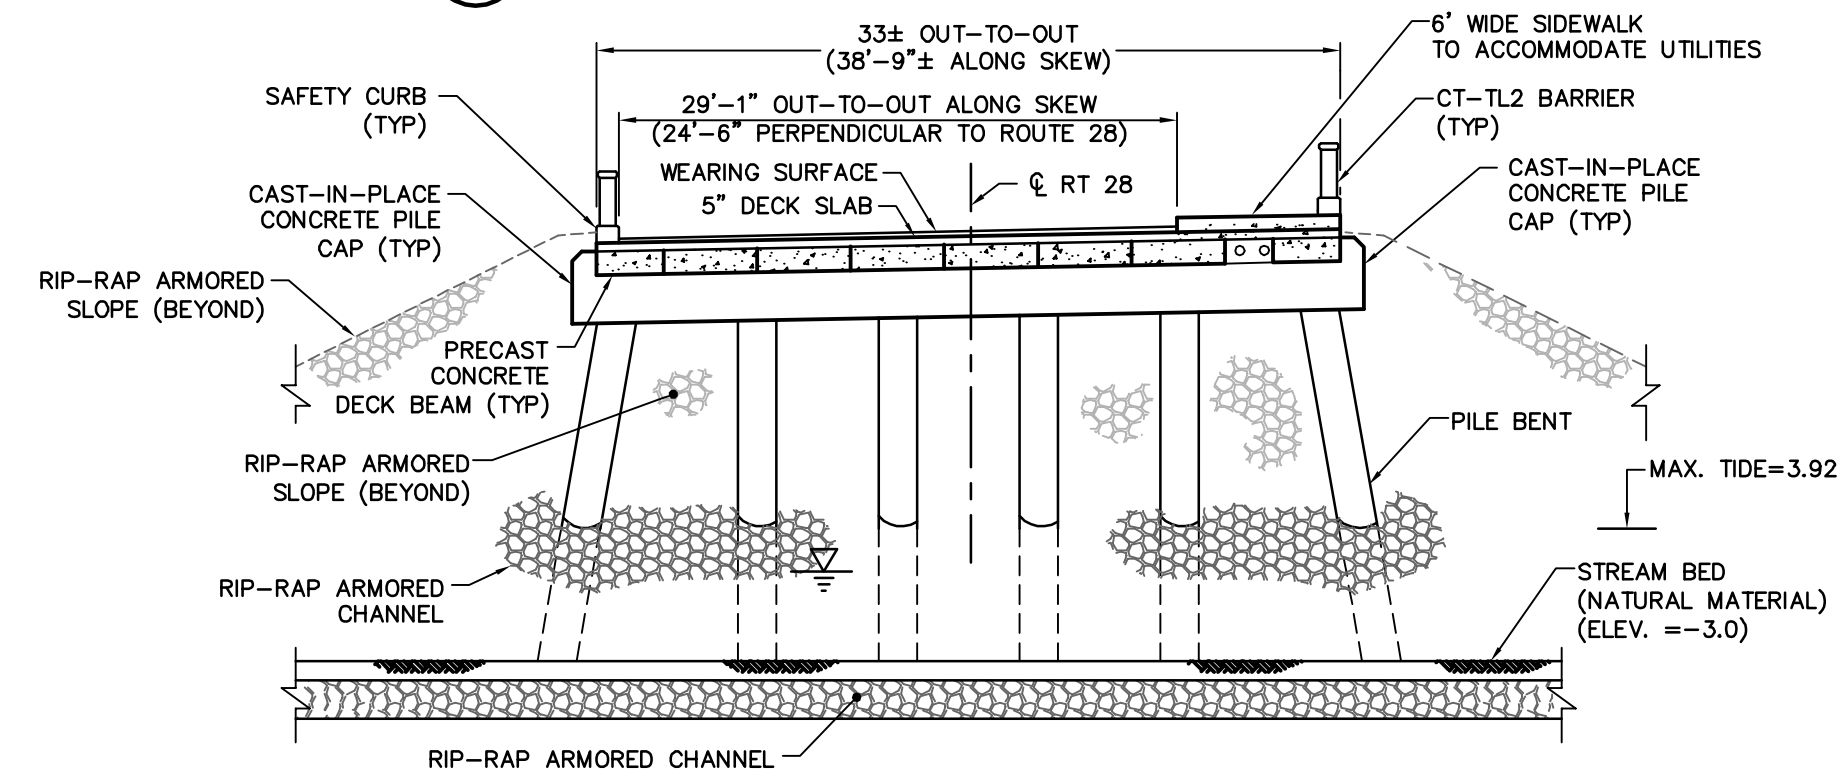 33± OUT-TO-OUT
(38'-9"± ALONG SKEW)
6' WIDE SIDEWALK
TO ACCOMMODATE UTILITIES
SAFETY CURB
(TYP)
29'-1" OUT-TO-OUT ALONG SKEW
(24'-6" PERPENDICULAR TO ROUTE 28)
CT-TL2 BARRIER
(TYP)
WEARING SURFACE
5" DECK SLAB
℄ RT 28
CAST-IN-PLACE
CONCRETE PILE
CAP (TYP)
CAST-IN-PLACE
CONCRETE PILE
CAP (TYP)
RIP-RAP ARMORED
SLOPE (BEYOND)
PRECAST
CONCRETE
DECK BEAM (TYP)
PILE BENT
RIP-RAP ARMORED
SLOPE (BEYOND)
MAX. TIDE=3.92
RIP-RAP ARMORED
CHANNEL
STREAM BED
(NATURAL MATERIAL)
(ELEV. =-3.0)
RIP-RAP ARMORED CHANNEL